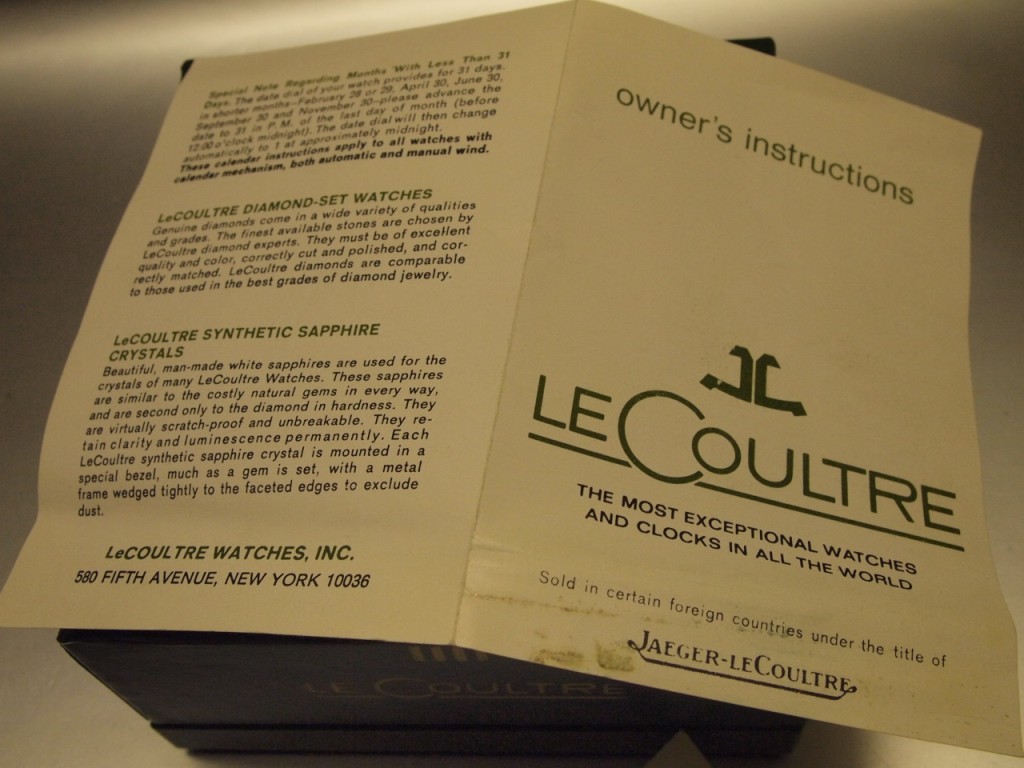 Special Note Regarding Months With Less Than 31
Days. The date dial of your watch provides for 31 days.
in shorter months—February 28 or 29, April 30, June 30,
September 30 and November 30—please advance the
date to 31 in P.M. of the last day of month (before
12:00 o'clock midnight). The date dial will then change
automatically to 1 at approximately midnight.
These calendar instructions apply to all watches with
calendar mechanism, both automatic and manual wind.
LeCOULTRE DIAMOND-SET WATCHES
Genuine diamonds come in a wide variety of qualities
and grades. The finest available stones are chosen by
LeCoultre diamond experts. They must be of excellent
quality and color, correctly cut and polished, and cor-
rectly matched. LeCoultre diamonds are comparable
to those used in the best grades of diamond jewelry.
LeCOULTRE SYNTHETIC SAPPHIRE
CRYSTALS
Beautiful, man-made white sapphires are used for the
crystals of many LeCoultre Watches. These sapphires
are similar to the costly natural gems in every way,
and are second only to the diamond in hardness. They
are virtually scratch-proof and unbreakable. They re-
tain clarity and luminescence permanently. Each
LeCoultre synthetic sapphire crystal is mounted in a
special bezel, much as a gem is set, with a metal
frame wedged tightly to the faceted edges to exclude
dust.
LeCOULTRE WATCHES, INC.
580 FIFTH AVENUE, NEW YORK 10036
owner's instructions
LECOULTRE
THE MOST EXCEPTIONAL WATCHES
AND CLOCKS IN ALL THE WORLD
Sold in certain foreign countries under the title of
JAEGER-LECOULTRE
LECOULTRE